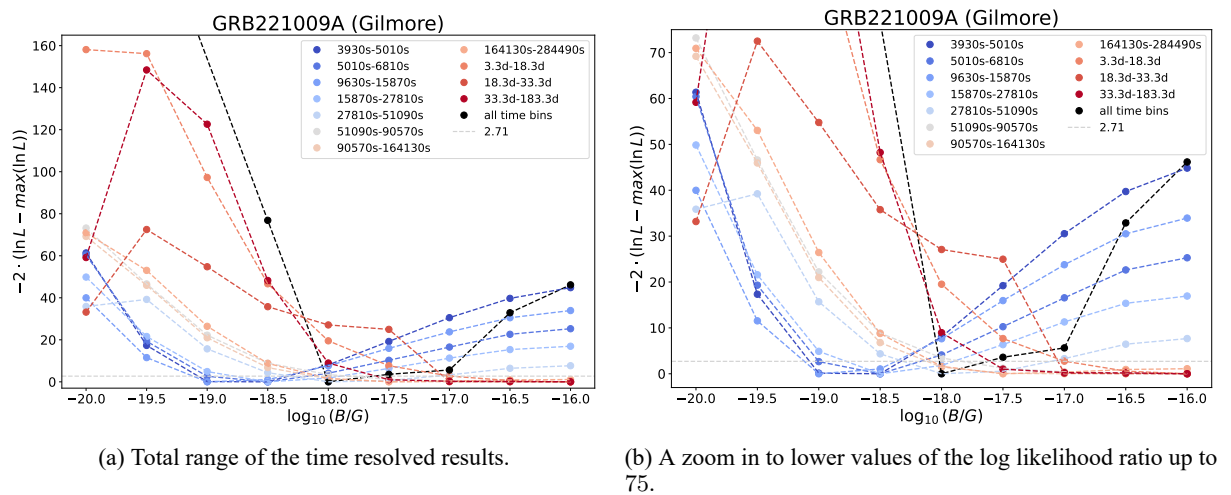 GRB221009A (Gilmore)
−2 · (ln L − max(ln L))
160
140
120
100
80
60
40
20
0
3930s-5010s
5010s-6810s
9630s-15870s
15870s-27810s
27810s-51090s
51090s-90570s
90570s-164130s
164130s-284490s
3.3d-18.3d
18.3d-33.3d
33.3d-183.3d
all time bins
2.71
−20.0 −19.5 −19.0 −18.5 −18.0 −17.5 −17.0 −16.5 −16.0
log10 (B/G)
(a) Total range of the time resolved results.
GRB221009A (Gilmore)
−2 · (ln L − max(ln L))
70
60
50
40
30
20
10
0
3930s-5010s
5010s-6810s
9630s-15870s
15870s-27810s
27810s-51090s
51090s-90570s
90570s-164130s
164130s-284490s
3.3d-18.3d
18.3d-33.3d
33.3d-183.3d
all time bins
2.71
−20.0 −19.5 −19.0 −18.5 −18.0 −17.5 −17.0 −16.5 −16.0
log10 (B/G)
(b) A zoom in to lower values of the log likelihood ratio up to
75.